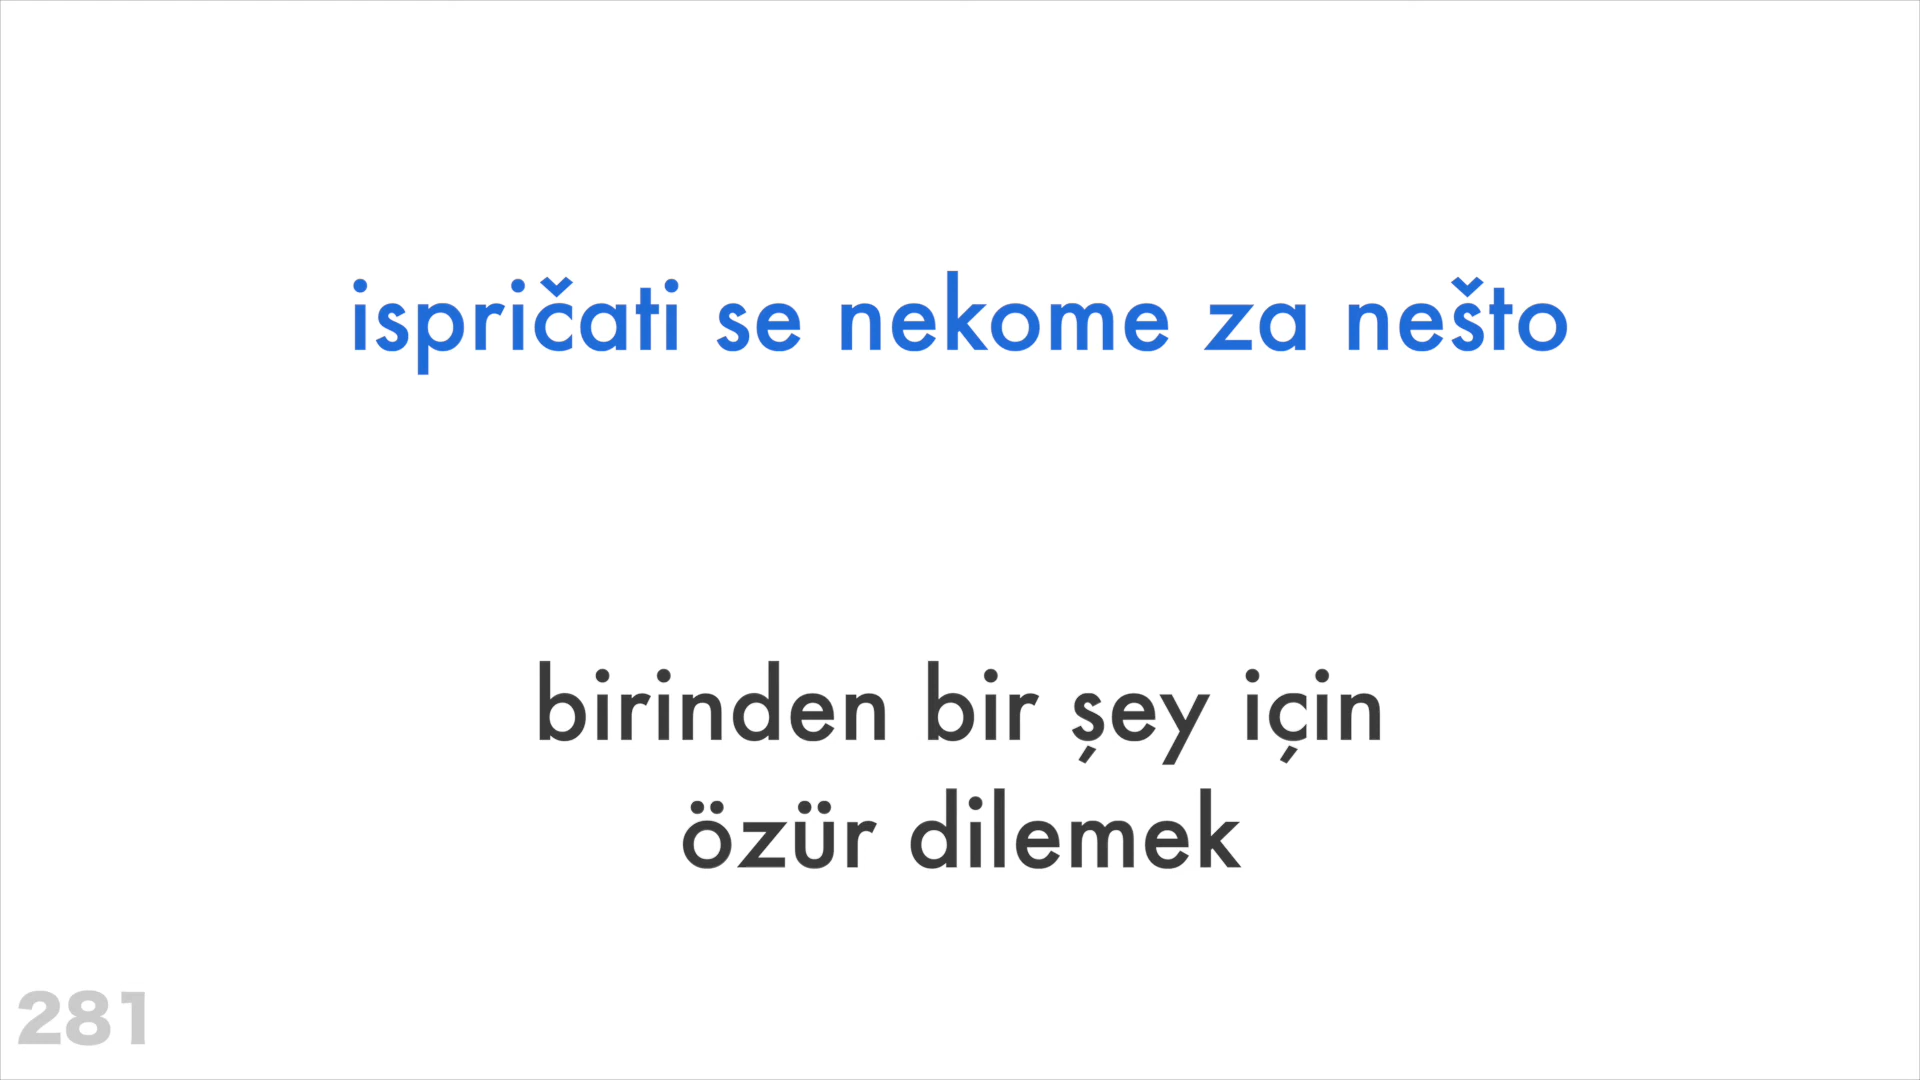 ispričati se nekome za nešto
birinden bir şey için
özür dilemek
281